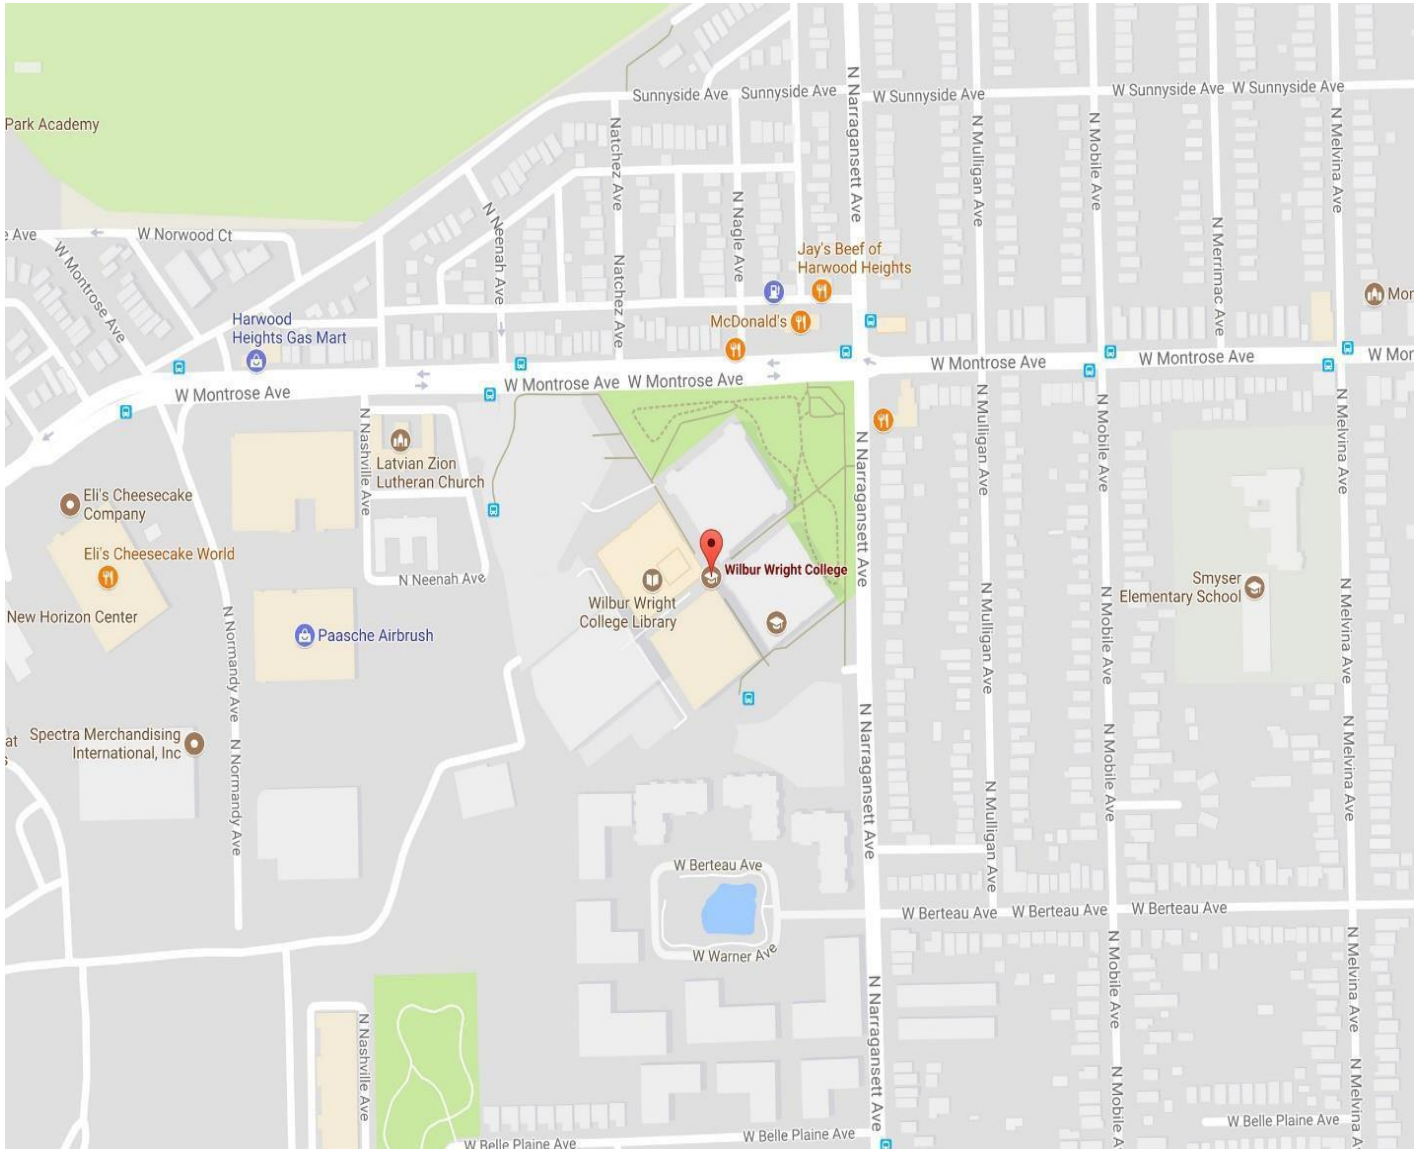 Sunnyside Ave
Sunnyside Ave
W Sunnyside Ave
W Sunnyside Ave
W Sunnyside Ave
Park Academy
N Narragansett Ave
Natchez Ave
N Mulligan Ave
N Mobile Ave
N Melvina Ave
N Neenah Ave
N Nagle Ave
N Merrimac Ave
Ave
W Norwood Ct
W Montrose Ave
Natchez Ave
Jay's Beef of
Harwood Heights
Harwood
Heights Gas Mart
McDonald's
W Montrose Ave
W Montrose Ave
W Montrose Ave
W Montrose Ave
W Montrose Ave
N Nashville Ave
Latvian Zion
Lutheran Church
N Narragansett Ave
N Mulligan Ave
N Mobile Ave
N Melvina Ave
Eli's Cheesecake
Company
Eli's Cheesecake World
New Horizon Center
N Neenah Ave
Wilbur Wright College
Wilbur Wright
College Library
Smyser
Elementary School
Paasche Airbrush
N Normandy Ave
N Mulligan Ave
N Mobile Ave
N Melvina Ave
Spectra Merchandising
International, Inc
at
N Normandy Ave
N Narragansett Ave
N Mobile Ave
N Melvina Ave
N Mulligan Ave
W Berteau Ave
W Berteau Ave
W Berteau Ave
W Berteau Ave
W Warner Ave
N Mobile Ave
N Melvina Ave
N Narragansett Ave
N Nashville Ave
N Mobile
N Melvina
W Belle Plaine Ave
W Belle Plaine Ave
W Belle Plaine Ave